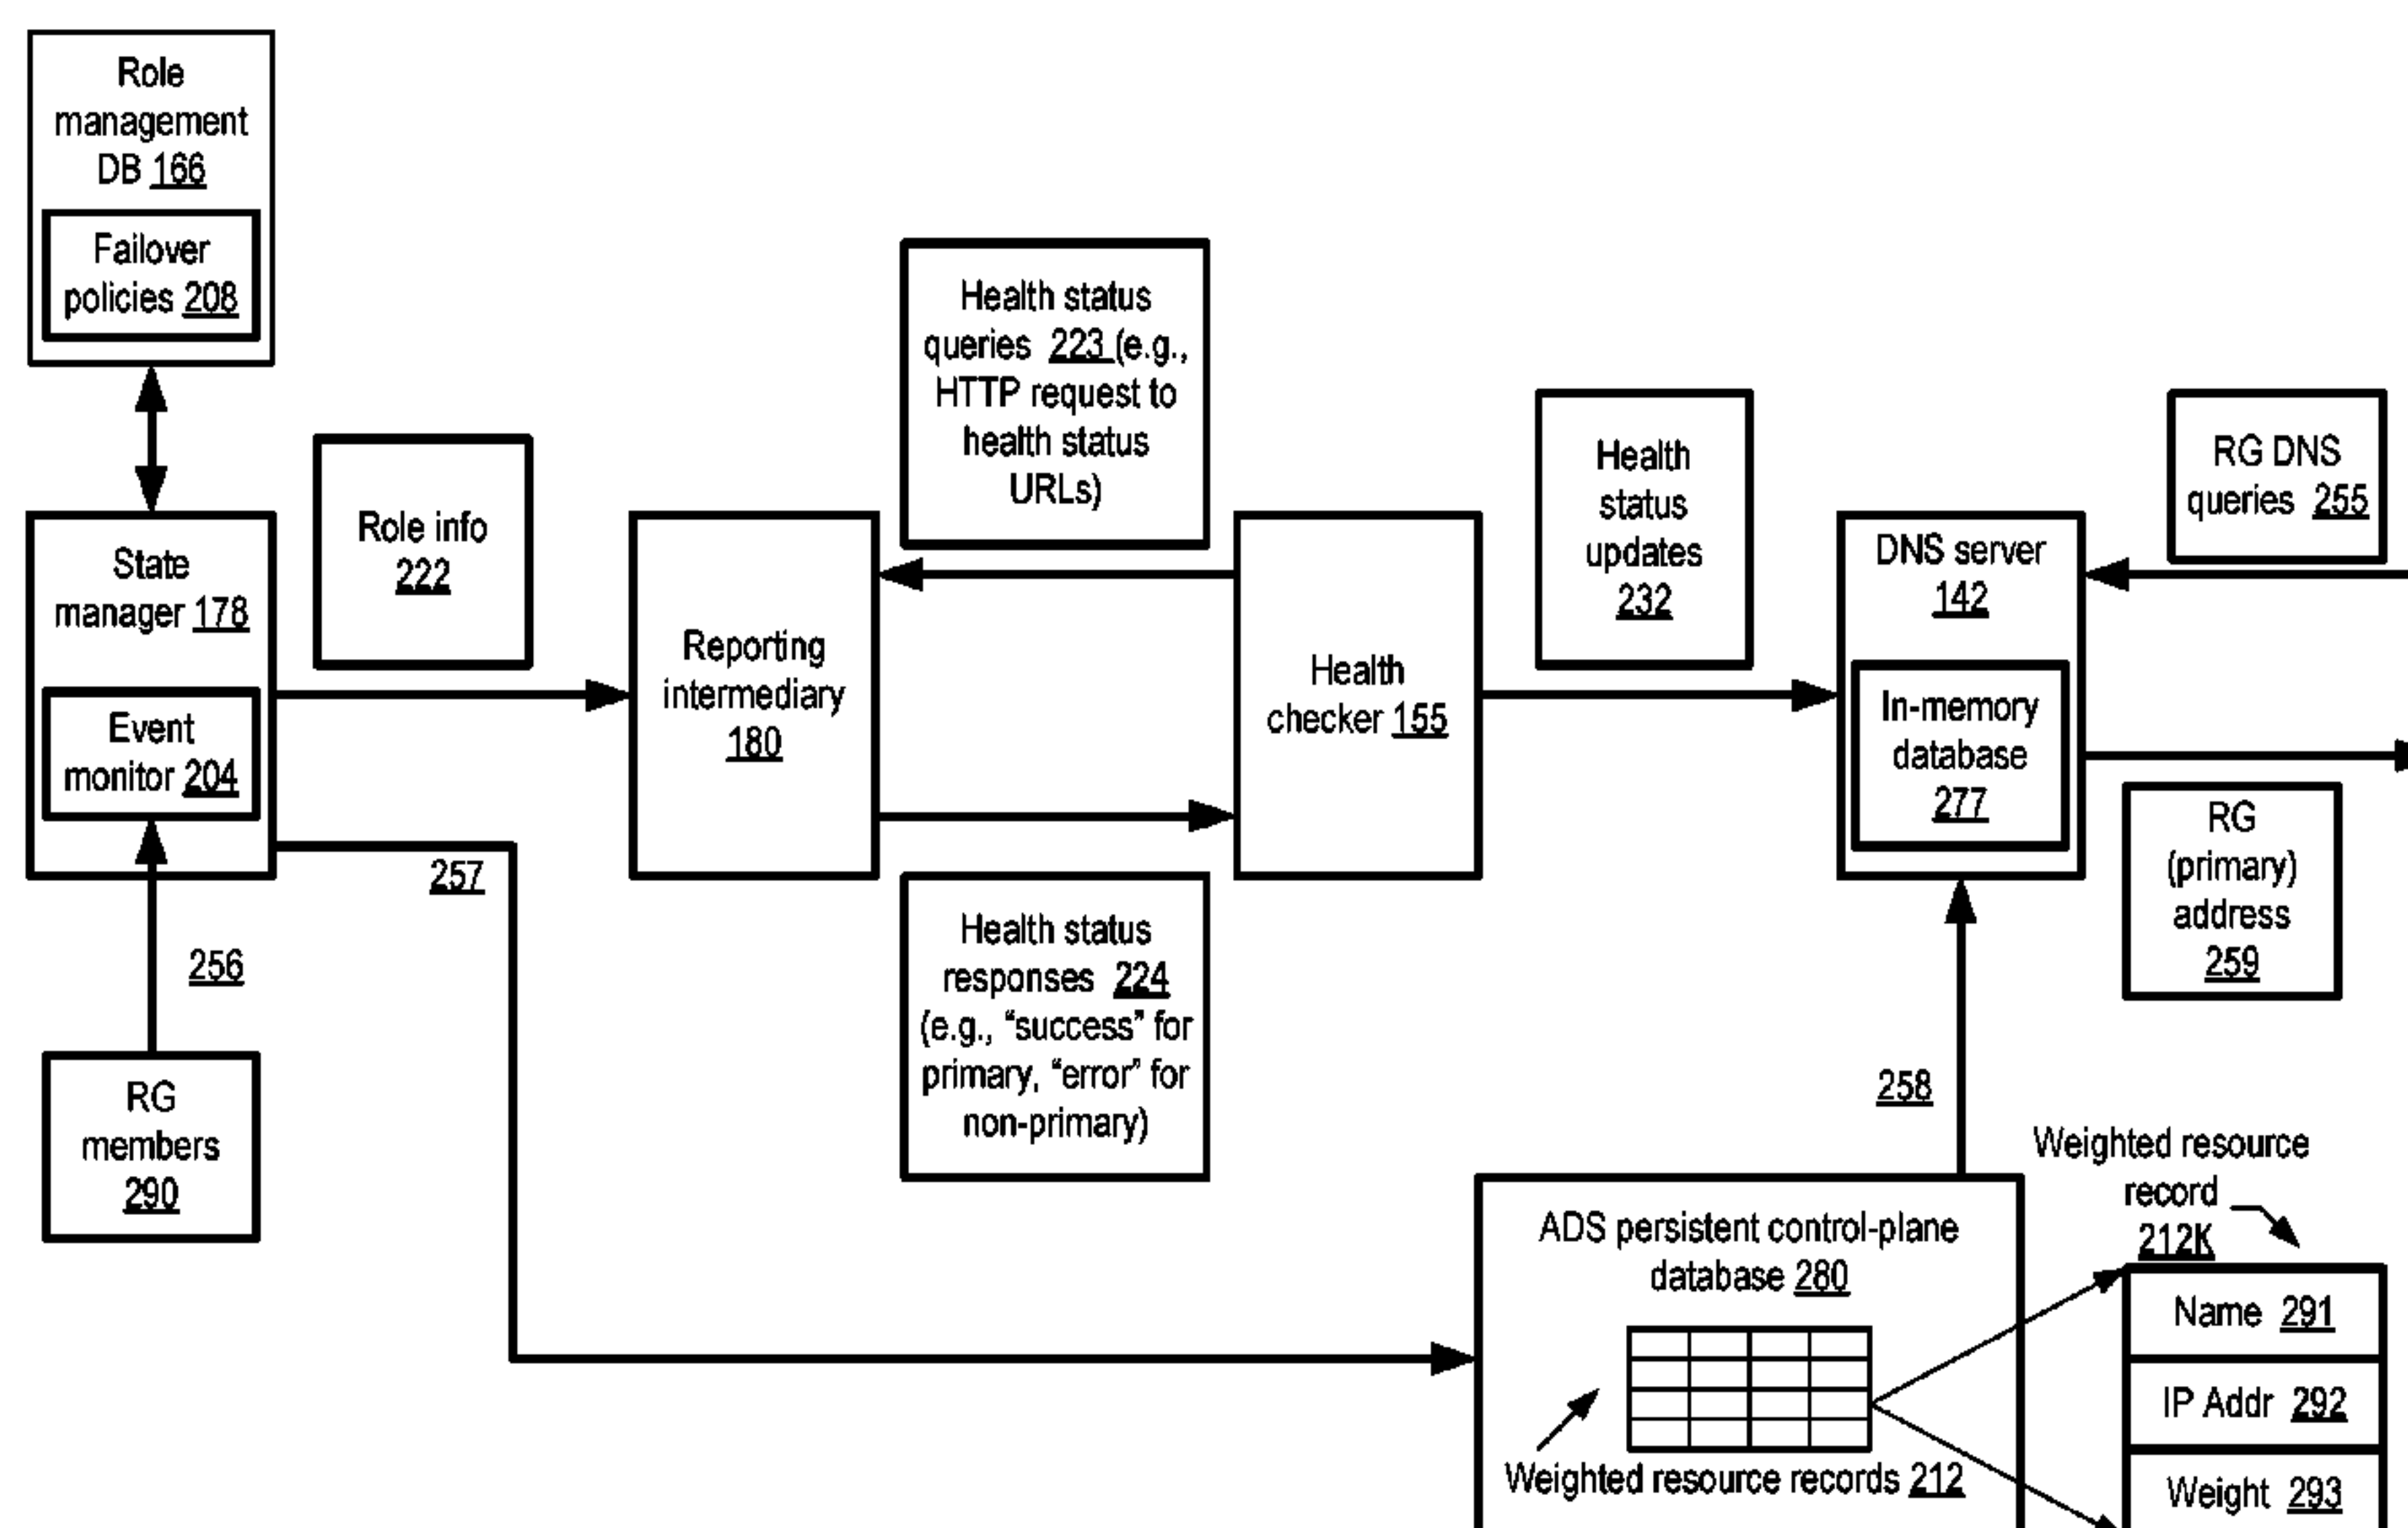 Role
management
DB 166
Failover
policies 208
State
manager 178
Event
monitor 204
256
RG
members
290
Role info
222
257
Reporting
intermediary
180
Health status
queries 223 (e.g.,
HTTP request to
health status
URLs)
Health status
responses 224
(e.g., “success” for
primary, “error” for
non-primary)
Health
checker 155
Health
status
updates
232
DNS server
142
In-memory
database
277
RG DNS
queries 255
RG
(primary)
address
259
258
ADS persistent control-plane
database 280
Weighted resource records 212
Weighted resource
record
212K
Name 291
IP Addr 292
Weight 293